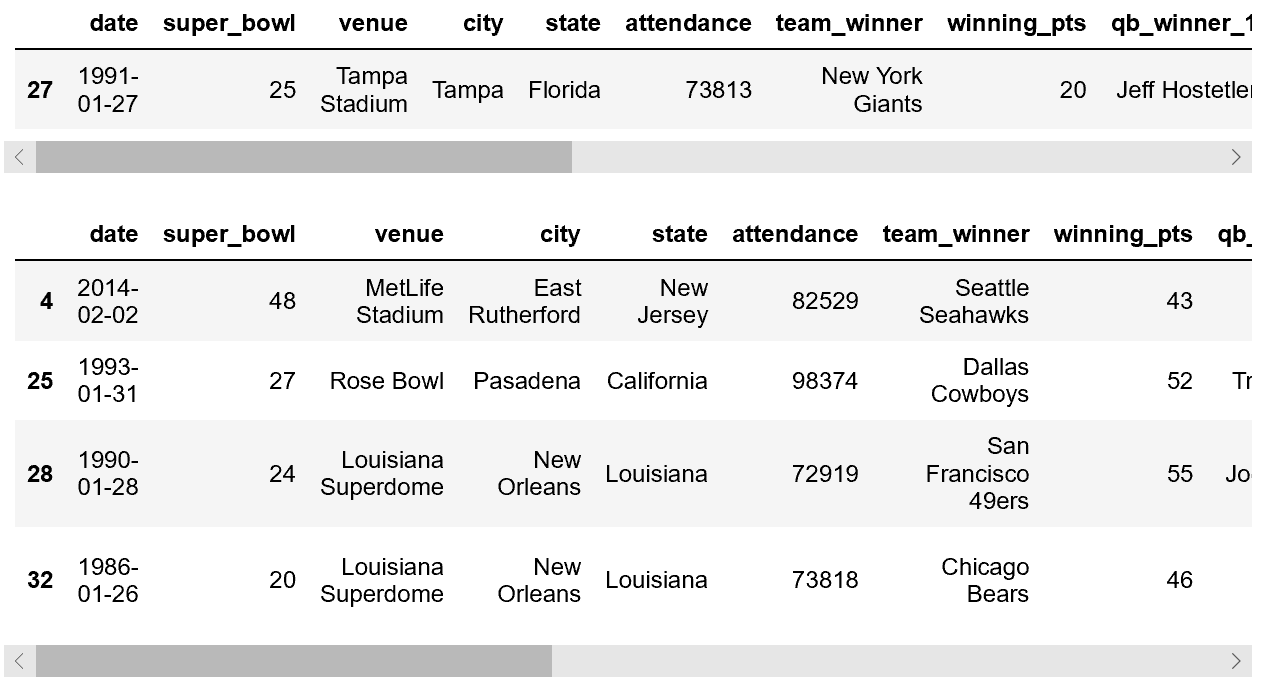 date super_bowl venue city state attendance team_winner winning_pts qb_winner_1
27 1991-01-27 25 Tampa Stadium Tampa Florida 73813 New York Giants 20 Jeff Hostetler
date super_bowl venue city state attendance team_winner winning_pts qb_
4 2014-02-02 48 MetLife Stadium East Rutherford New Jersey 82529 Seattle Seahawks 43
25 1993-01-31 27 Rose Bowl Pasadena California 98374 Dallas Cowboys 52 Tr
28 1990-01-28 24 Louisiana Superdome New Orleans Louisiana 72919 San Francisco 49ers 55 Jo
32 1986-01-26 20 Louisiana Superdome New Orleans Louisiana 73818 Chicago Bears 46